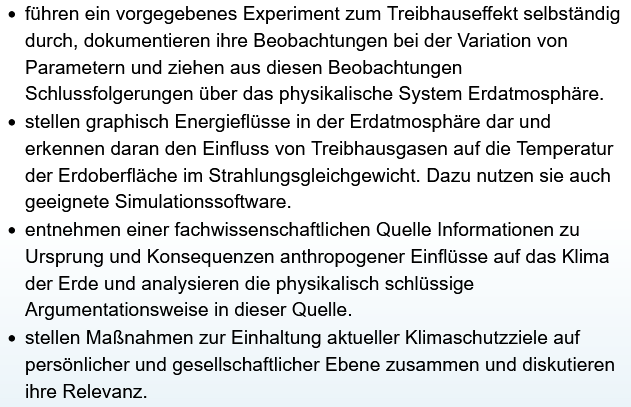 • führen ein vorgegebenes Experiment zum Treibhauseffekt selbständig
durch, dokumentieren ihre Beobachtungen bei der Variation von
Parametern und ziehen aus diesen Beobachtungen
Schlussfolgerungen über das physikalische System Erdatmosphäre.
• stellen graphisch Energieflüsse in der Erdatmosphäre dar und
erkennen daran den Einfluss von Treibhausgasen auf die Temperatur
der Erdoberfläche im Strahlungsgleichgewicht. Dazu nutzen sie auch
geeignete Simulationssoftware.
• entnehmen einer fachwissenschaftlichen Quelle Informationen zu
Ursprung und Konsequenzen anthropogener Einflüsse auf das Klima
der Erde und analysieren die physikalisch schlüssige
Argumentationsweise in dieser Quelle.
• stellen Maßnahmen zur Einhaltung aktueller Klimaschutzziele auf
persönlicher und gesellschaftlicher Ebene zusammen und diskutieren
ihre Relevanz.